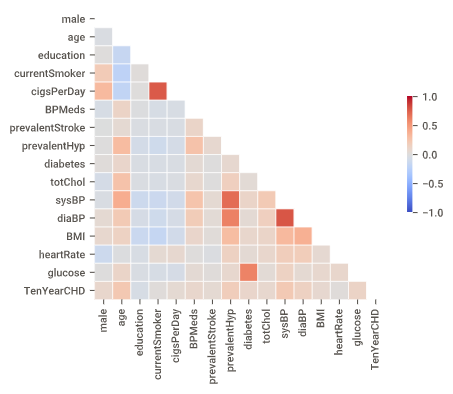 male
age
education
currentSmoker
cigsPerDay
BPMeds
prevalentStroke
prevalentHyp
diabetes
totChol
sysBP
diaBP
BMI
heartRate
glucose
TenYearCHD
male
age
education
currentSmoker
cigsPerDay
BPMeds
prevalentStroke
prevalentHyp
diabetes
totChol
sysBP
diaBP
BMI
heartRate
glucose
TenYearCHD
1.0
0.5
0.0
−0.5
−1.0